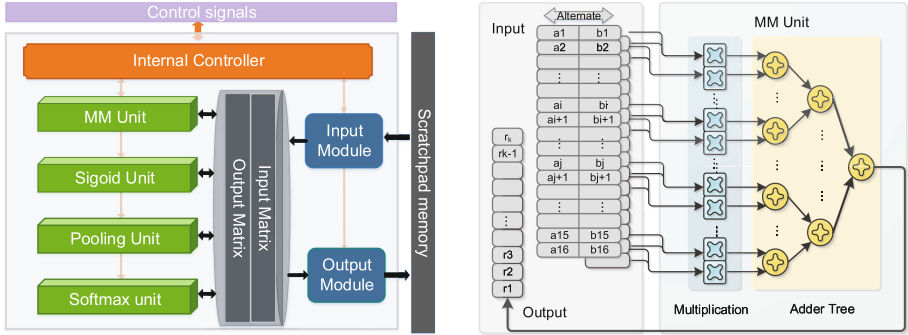 Control signals
Internal Controller
MM Unit
Sigoid Unit
Pooling Unit
Softmax unit
Output Matrix
Input Matrix
Input
Module
Output
Module
Scratchpad memory
Input
Alternate
MM Unit
a1 b1
a2 b2
ai bi
ai+1 bi+1
aj bj
aj+1 bj+1
a15 b15
a16 b16
rk
rk-1
r3
r2
r1
Output
Multiplication
Adder Tree